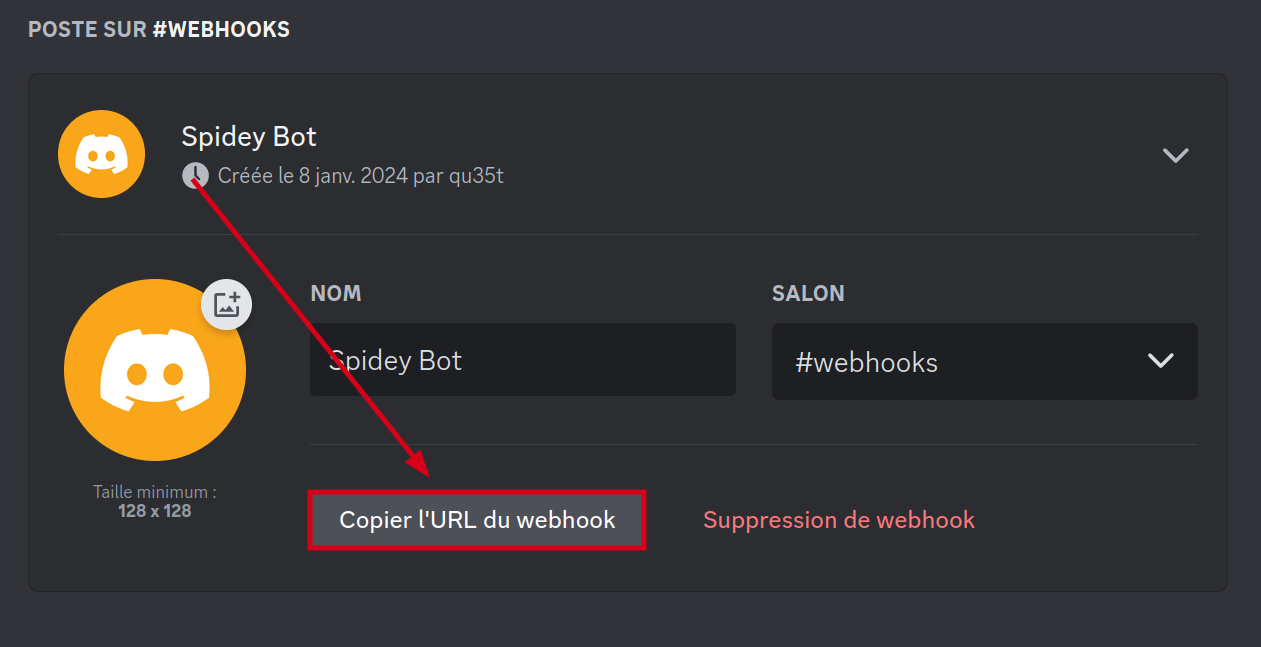 POSTE SUR #WEBHOOKS
Spidey Bot
Créée le 8 janv. 2024 par qu35t
NOM
SALON
Spidey Bot
#webhooks
Taille minimum :
128 x 128
Copier l'URL du webhook
Suppression de webhook